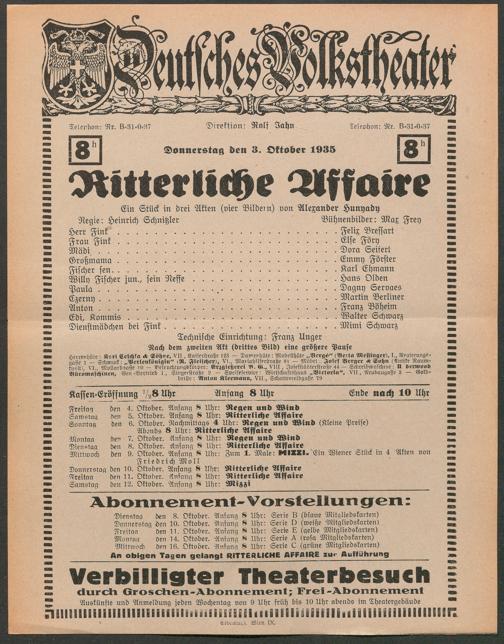 Deutsches Volkstheater
Telephon: Nr. B-31-0-37 Direktion: Rolf Jahn Telephon: Nr. B-31-0-37
8h Donnerstag den 3. Oktober 1935 8h
Ritterliche Affaire
Ein Stück in drei Akten (vier Bildern) von Alexander Hunyady
Regie: Heinrich Schnitzler Bühnenbilder: Max Frey
Herr Fink Felix Bressart
Frau Fink Else Föry
Mädi Dora Seifert
Großmama Emmy Förster
Fischer sen. Karl Ehmann
Willy Fischer jun., sein Neffe Hans Olden
Paula Dagny Servaes
Czerny Martin Berliner
Anton Franz Böheim
Edi, Kommis Walter Schwarz
Dienstmädchen bei Fink Mimi Schwarz
Technische Einrichtung: Franz Unger
Nach dem zweiten Akt (drittes Bild) eine größere Pause
Kassen-Eröffnung 1/28 Uhr Anfang 8 Uhr Ende nach 10 Uhr
Freitag den 4. Oktober. Anfang 8 Uhr: Regen und Wind
Samstag den 5. Oktober. Anfang 8 Uhr: Ritterliche Affaire
Sonntag den 6. Oktober. Nachmittags 4 Uhr: Regen und Wind (Kleine Preise)
Abends 8 Uhr: Ritterliche Affaire
Montag den 7. Oktober. Anfang 8 Uhr: Regen und Wind
Dienstag den 8. Oktober. Anfang 8 Uhr: Ritterliche Affaire
Mittwoch den 9. Oktober. Anfang 8 Uhr: Zum 1. Male: MIZZI. Ein Wiener Stück in 4 Akten von
Friedrich Moll
Donnerstag den 10. Oktober. Anfang 8 Uhr: Ritterliche Affaire
Freitag den 11. Oktober. Anfang 8 Uhr: Ritterliche Affaire
Samstag den 12. Oktober. Anfang 8 Uhr: Mizzi
Abonnement-Vorstellungen:
Dienstag den 8. Oktober. Anfang 8 Uhr: Serie B (blaue Mitgliedskarten)
Donnerstag den 10. Oktober. Anfang 8 Uhr: Serie D (weiße Mitgliedskarten)
Freitag den 11. Oktober. Anfang 8 Uhr: Serie E (gelbe Mitgliedskarten)
Montag den 14. Oktober. Anfang 8 Uhr: Serie A (rosa Mitgliedskarten)
Mittwoch den 16. Oktober. Anfang 8 Uhr: Serie C (grüne Mitgliedskarten)
An obigen Tagen gelangt RITTERLICHE AFFAIRE zur Aufführung
Verbilligter Theaterbesuch
durch Groschen-Abonnement; Frei-Abonnement
Auskünfte und Anmeldung jeden Wochentag von 9 Uhr früh bis 10 Uhr abends im Theatergebäude
Elbemühl, Wien IX.